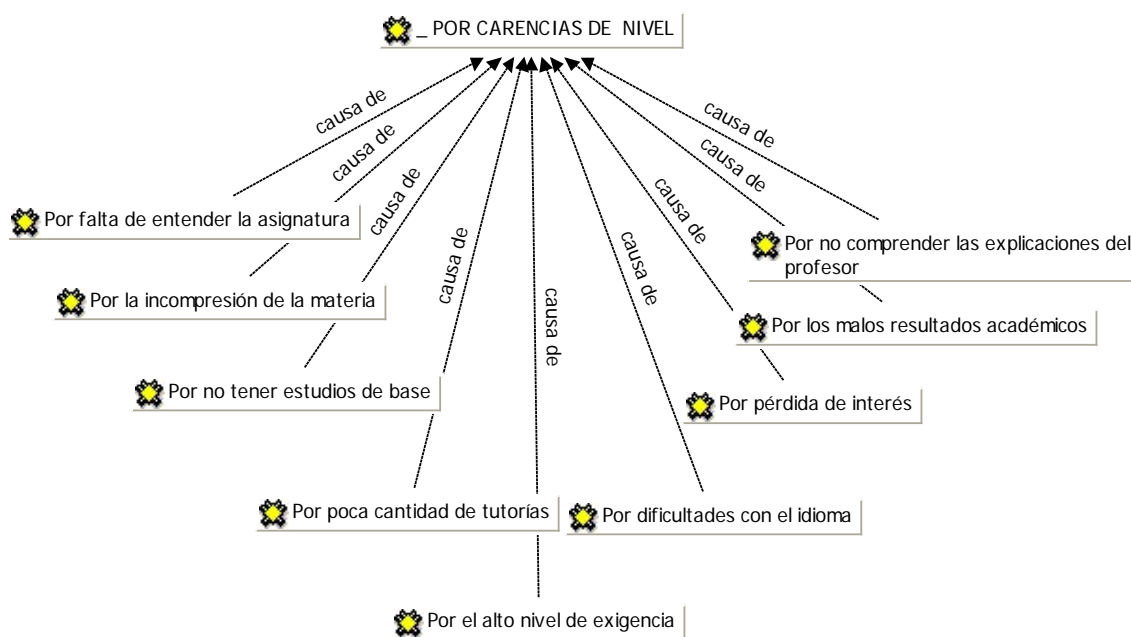 _ POR CARENCIAS DE NIVEL
causa de
causa de
causa de
causa de
causa de
causa de
causa de
causa de
causa de
Por falta de entender la asignatura
Por no comprender las explicaciones del
profesor
Por la incompresión de la materia
Por los malos resultados académicos
Por no tener estudios de base
Por pérdida de interés
Por poca cantidad de tutorías
Por dificultades con el idioma
Por el alto nivel de exigencia